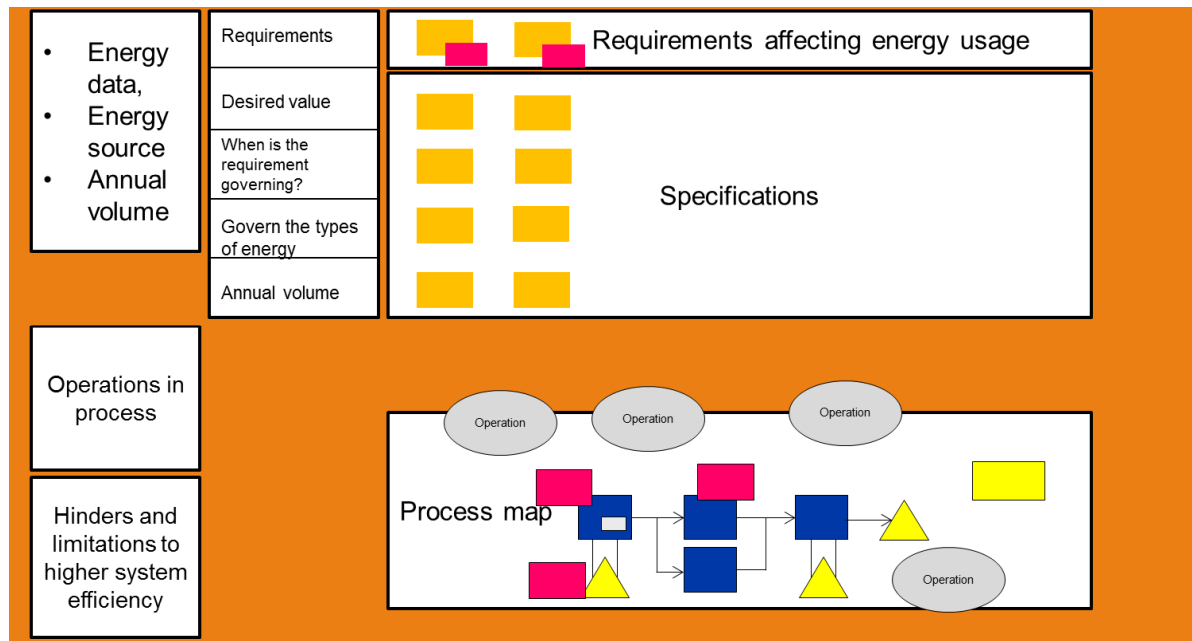 • Energy
data,
• Energy
source
• Annual
volume
Requirements
Desired value
When is the
requirement
governing?
Govern the types
of energy
Annual volume
Requirements affecting energy usage
Specifications
Operations in
process
Hinders and
limitations to
higher system
efficiency
Operation
Operation
Operation
Process map
Operation